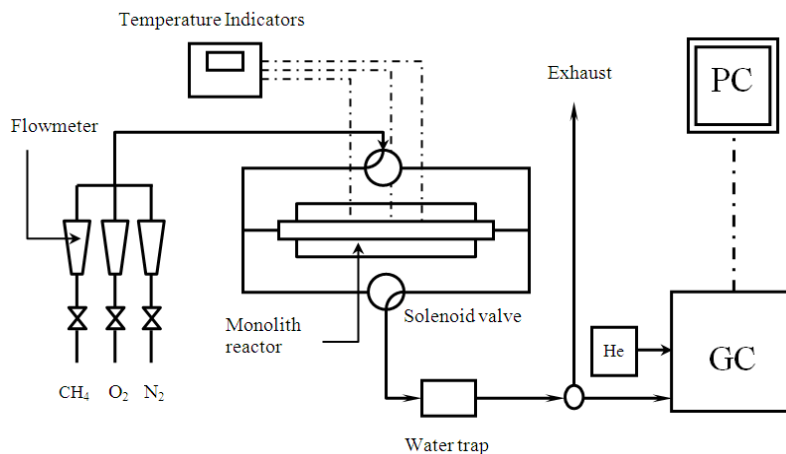 Temperature Indicators
Exhaust
PC
Flowmeter
Solenoid valve
Monolith
reactor
He
GC
CH₄ O₂ N₂
Water trap